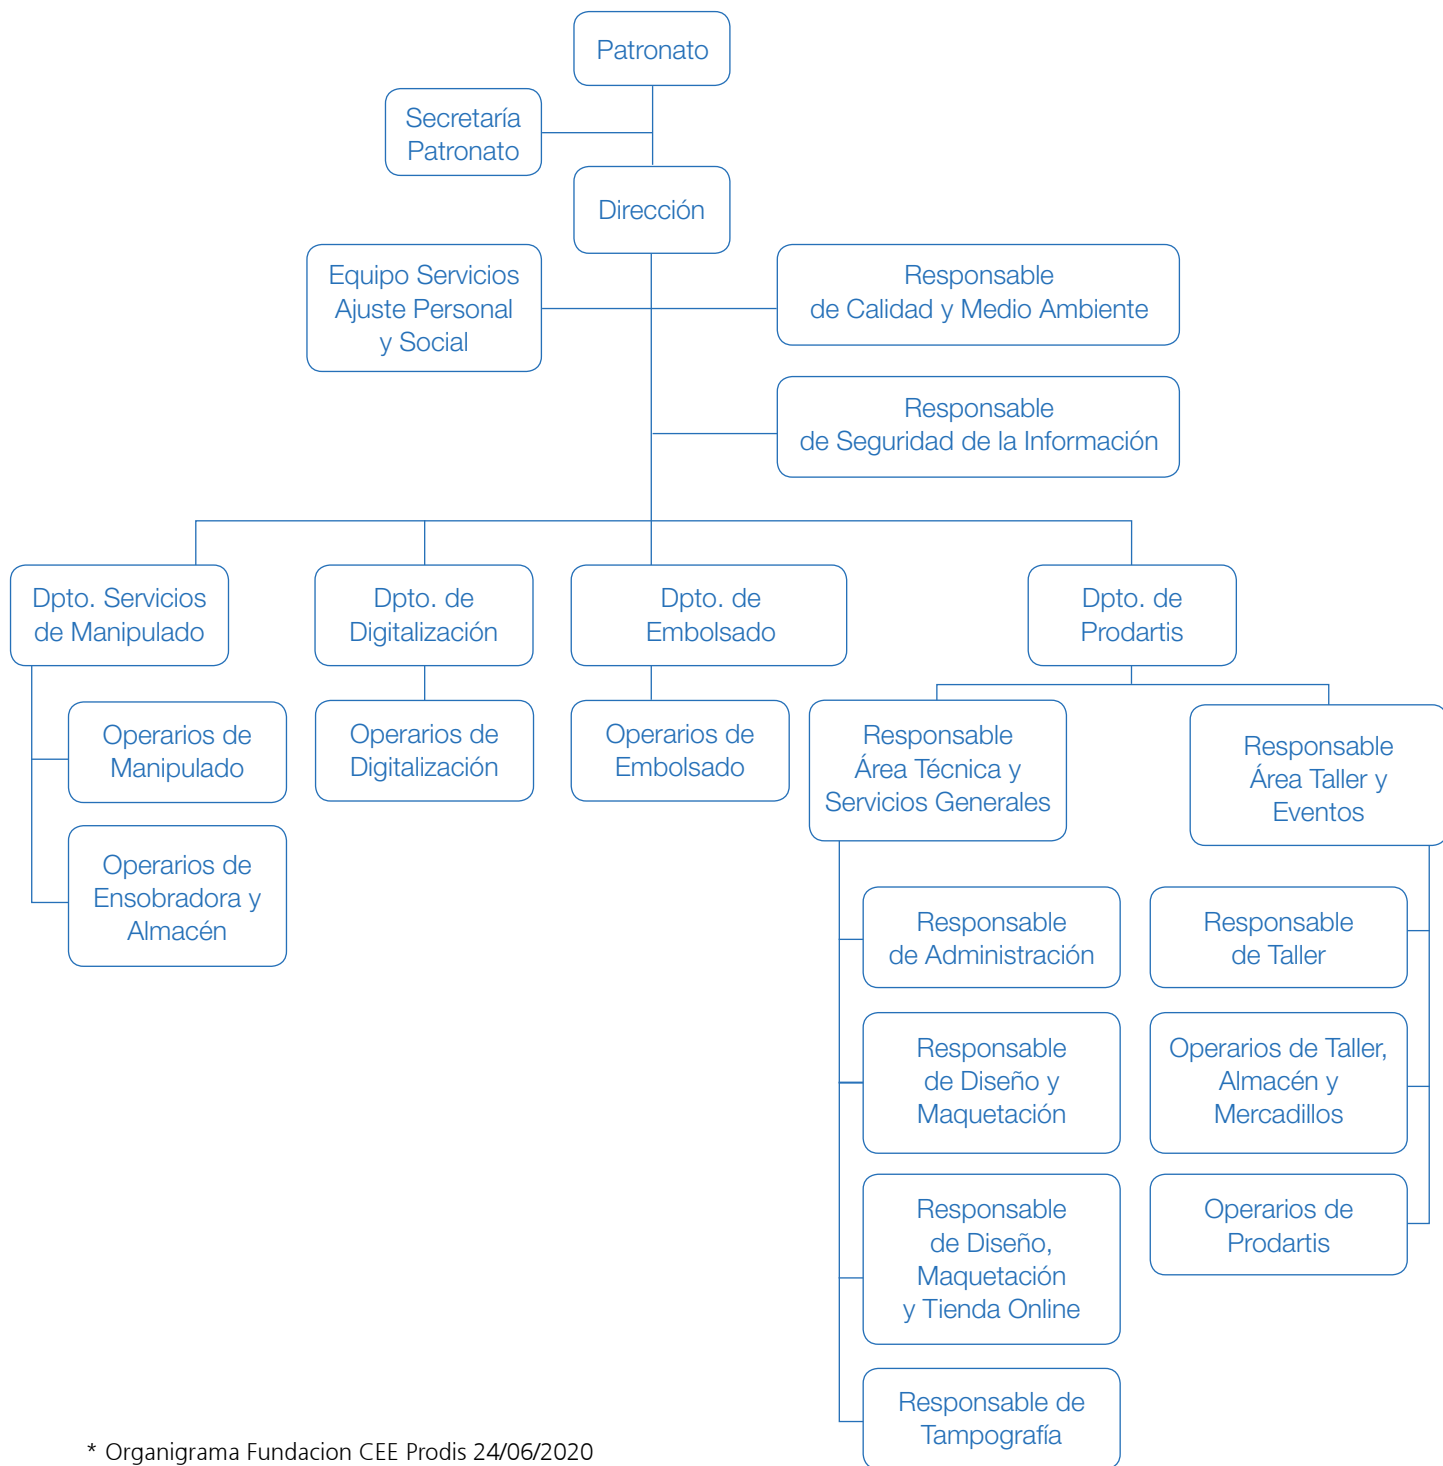 Patronato
Secretaría
Patronato
Dirección
Equipo Servicios
Ajuste Personal
y Social
Responsable
de Calidad y Medio Ambiente
Responsable
de Seguridad de la Información
Dpto. Servicios
de Manipulado
Dpto. de
Digitalización
Dpto. de
Embolsado
Dpto. de
Prodartis
Operarios de
Manipulado
Operarios de
Digitalización
Operarios de
Embolsado
Responsable
Área Técnica y
Servicios Generales
Responsable
Área Taller y
Eventos
Operarios de
Ensobradora y
Almacén
Responsable
de Administración
Responsable
de Taller
Responsable
de Diseño y
Maquetación
Operarios de Taller,
Almacén y
Mercadillos
Responsable
de Diseño,
Maquetación
y Tienda Online
Operarios de
Prodartis
Responsable de
Tampografía
* Organigrama Fundacion CEE Prodis 24/06/2020